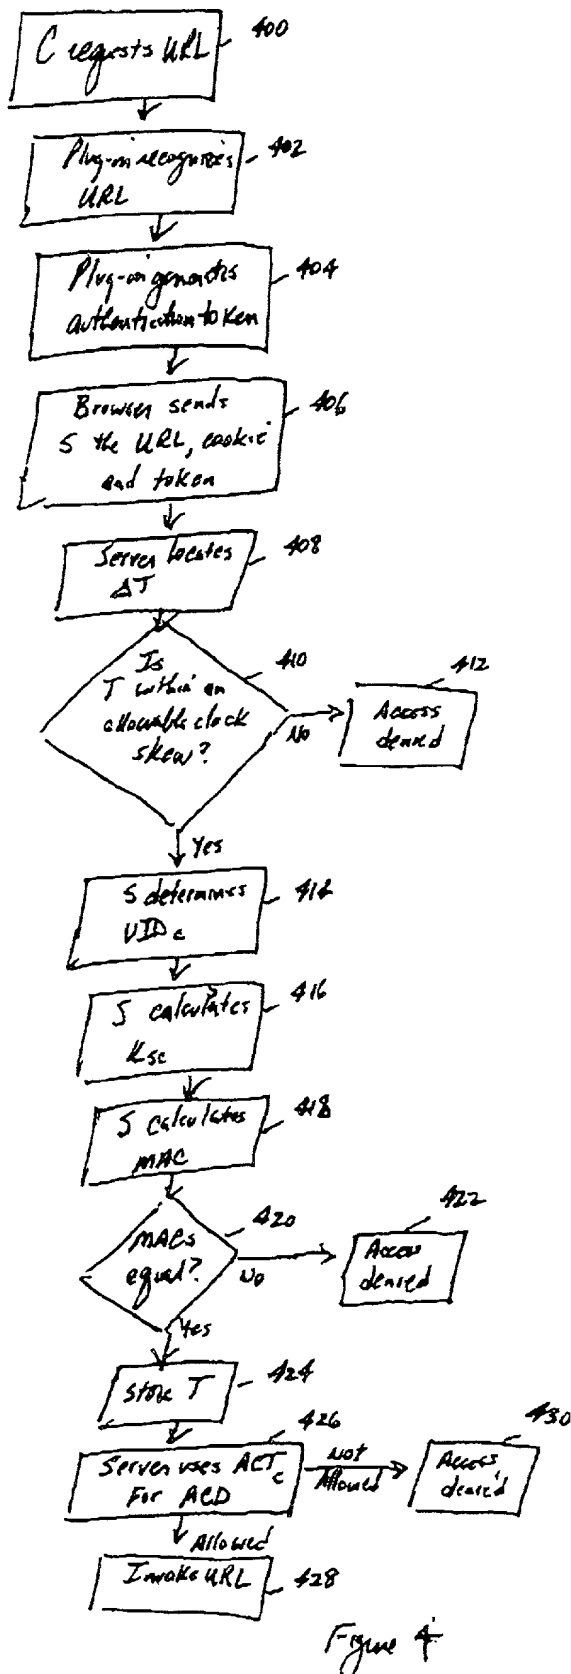 C requests URL
400
Plug-in recognizes
URL
402
Plug-in generates
authentication token
404
Browser sends
S the URL, cookie
and token
406
Server locates
ΔT
408
Is
T within an
allowable clock
skew?
410
No
412
Access
denied
Yes
S determines
UIDc
414
S calculates
Ksc
416
S calculates
MAC
418
MACs
equal?
420
No
422
Access
denied
Yes
Store T
424
426
Server uses ACTc
For ACD
Not
Allowed
430
Access
denied
Allowed
Invoke URL
428
Figure 4